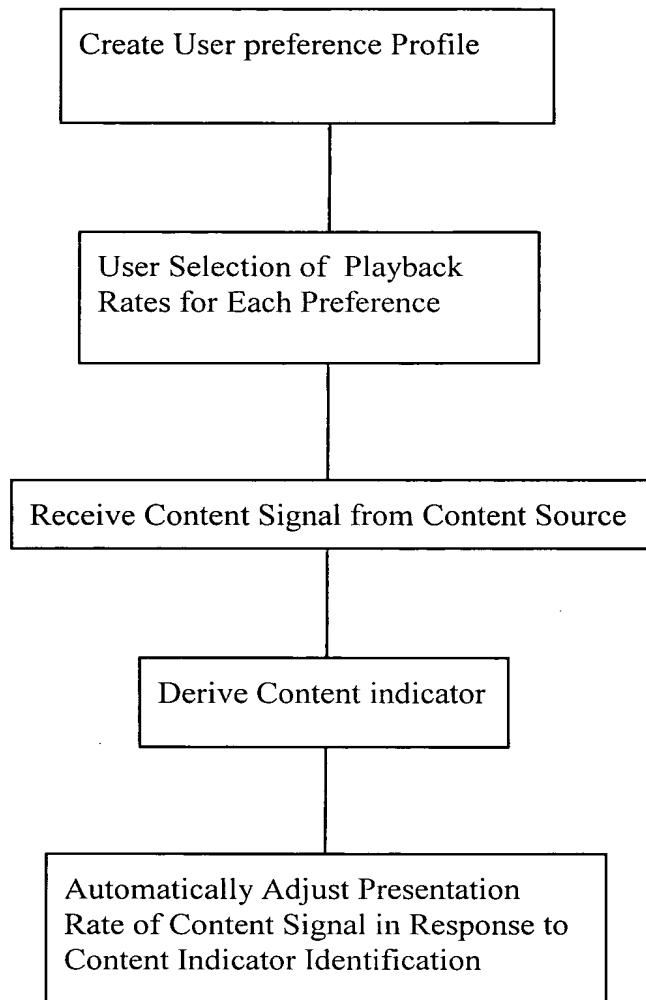 Create User preference Profile
User Selection of Playback
Rates for Each Preference
Receive Content Signal from Content Source
Derive Content indicator
Automatically Adjust Presentation
Rate of Content Signal in Response to
Content Indicator Identification